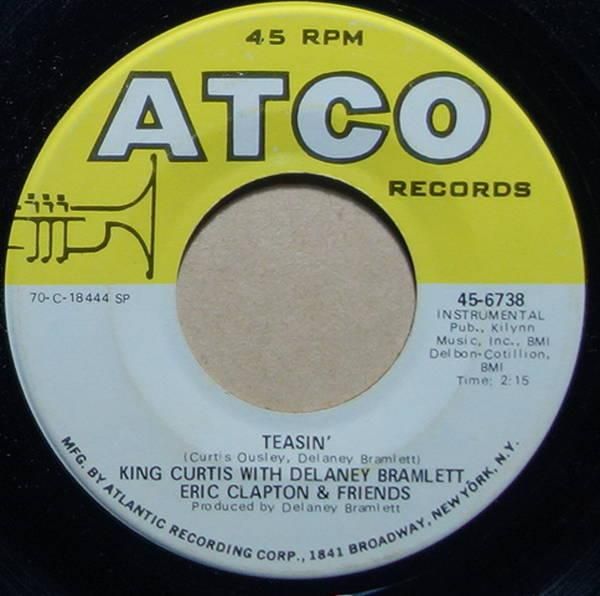 45 RPM
ATCO
RECORDS
70-C-18444 SP
45-6738
INSTRUMENTAL
Pub., Kilynn
Music, Inc., BMI
Delbon-Cotillion,
BMI
Time: 2:15
TEASIN'
(Curtis Ousley, Delaney Bramlett)
KING CURTIS WITH DELANEY BRAMLETT
ERIC CLAPTON & FRIENDS
Produced by Delaney Bramlett
MFG. BY ATLANTIC RECORDING CORP., 1841 BROADWAY, NEW YORK, N.Y.